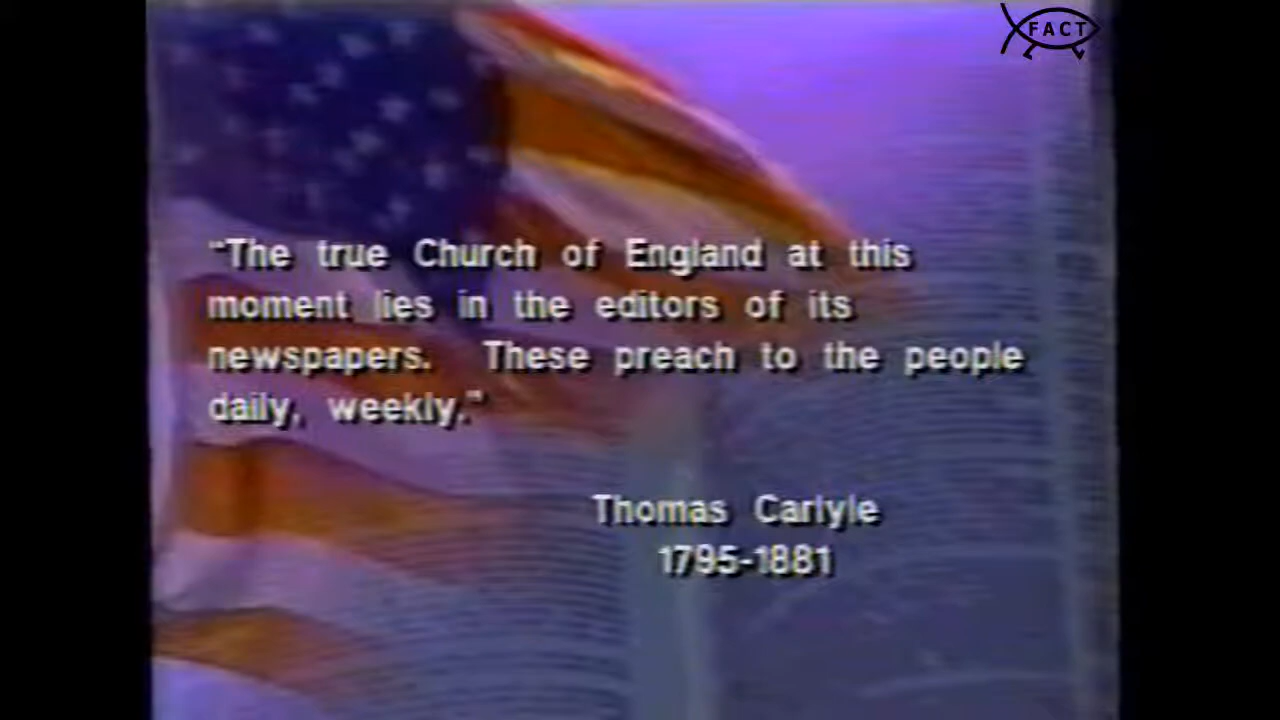 FACT
"The true Church of England at this
moment lies in the editors of its
newspapers. These preach to the people
daily, weekly."
Thomas Carlyle
1795-1881